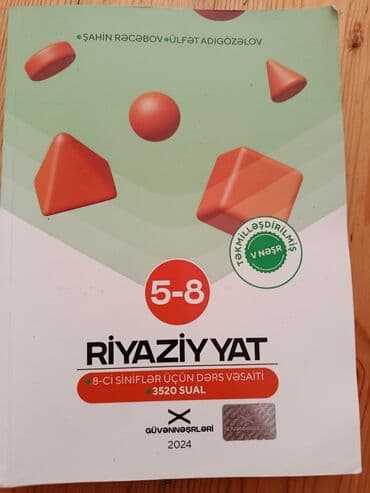 •ŞAHİN RƏCƏBOV •ÜLFƏT ADIGÖZƏLOV
TƏKMİLLƏŞDİRİLMİŞ
V NƏŞR
5-8
RİYAZİYYAT
•8-Cİ SİNİFLƏR ÜÇÜN DƏRS VƏSAİTİ
•3520 SUAL
GÜVƏNNƏŞRLƏRİ
2024